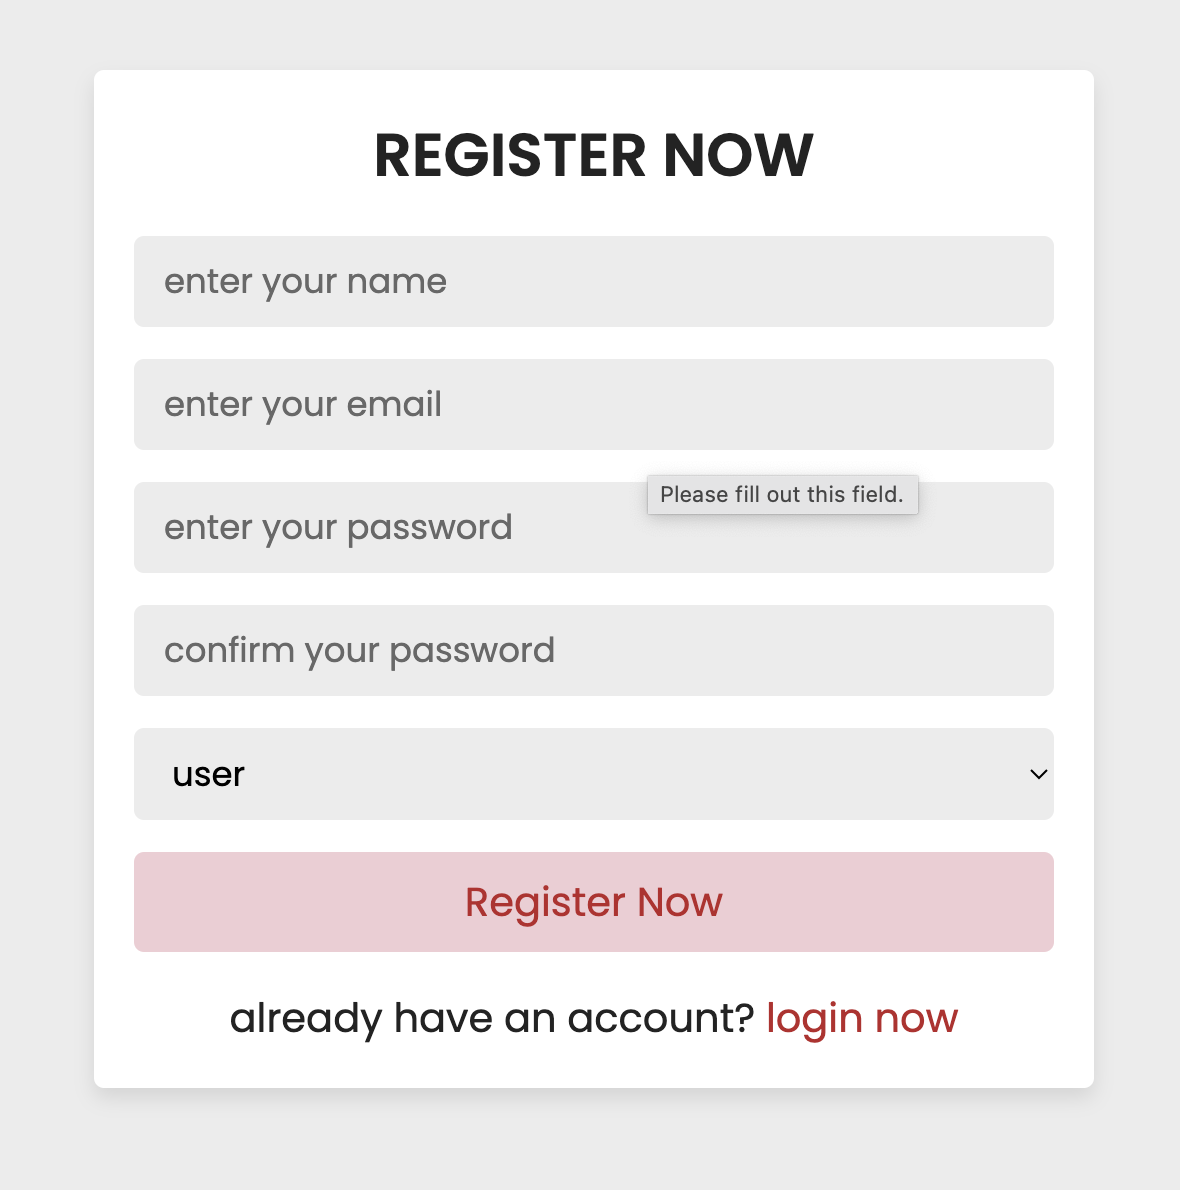 REGISTER NOW
enter your name
enter your email
Please fill out this field.
enter your password
confirm your password
user
Register Now
already have an account? login now